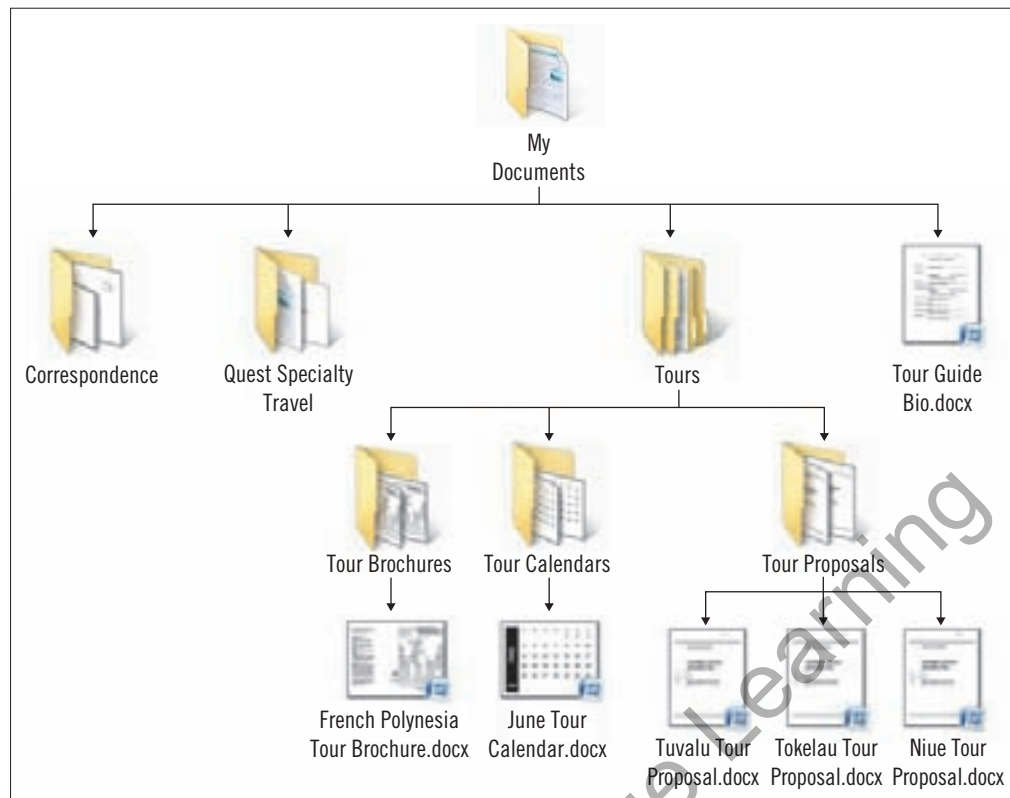 My
Documents
Correspondence
Quest Specialty
Travel
Tours
Tour Guide
Bio.docx
Tour Brochures
Tour Calendars
Tour Proposals
French Polynesia
Tour Brochure.docx
June Tour
Calendar.docx
Tuvalu Tour
Proposal.docx
Tokelau Tour
Proposal.docx
Niue Tour
Proposal.docx
Learning